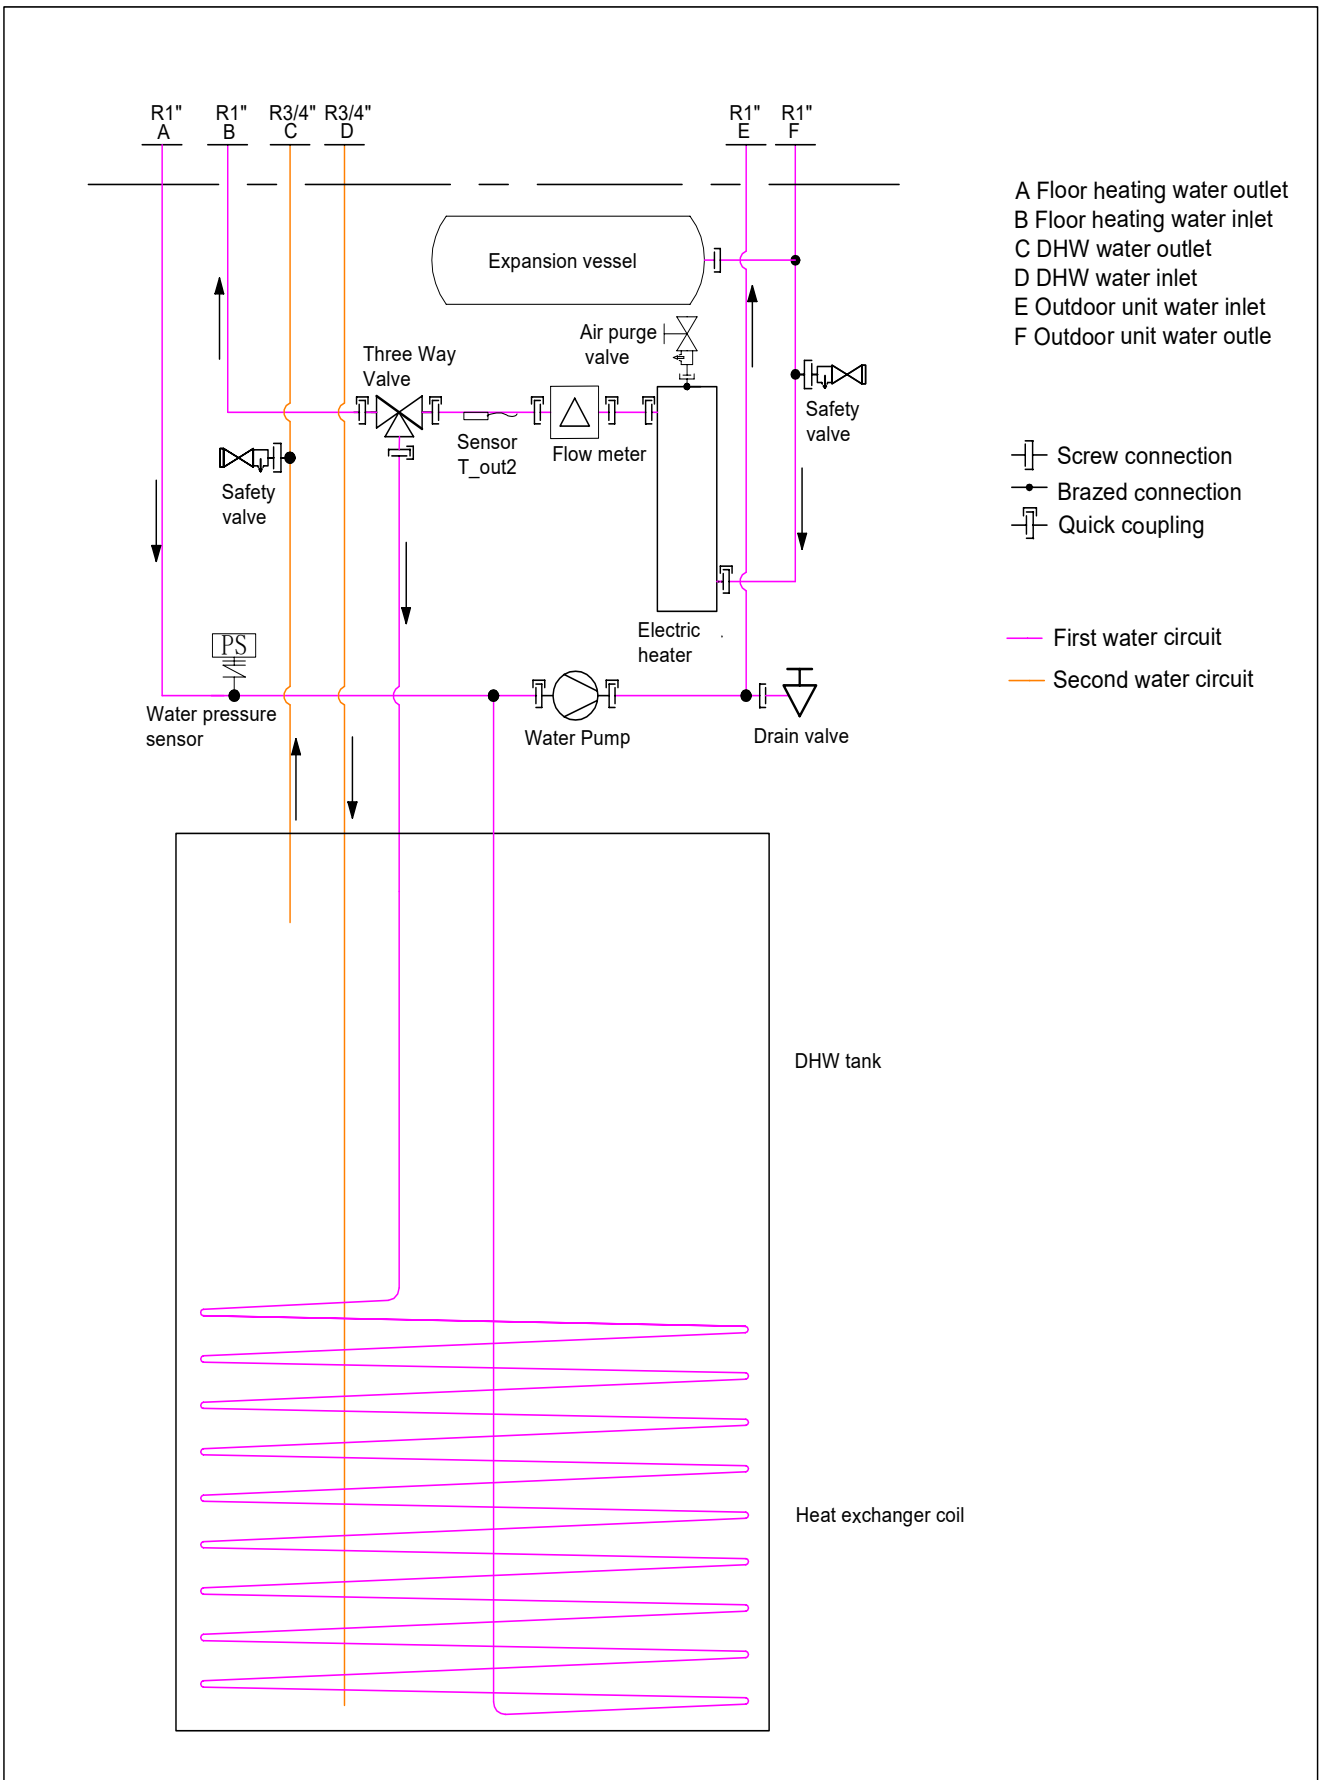 R1" R1" R3/4" R3/4" R1" R1"
A B C D E F
A Floor heating water outlet
B Floor heating water inlet
C DHW water outlet
D DHW water inlet
E Outdoor unit water inlet
F Outdoor unit water outle
Expansion vessel
Air purge
valve
Three Way
Valve
Safety
valve
Sensor
T_out2
Flow meter
Safety
valve
Screw connection
Brazed connection
Quick coupling
Electric
heater
PS
First water circuit
Second water circuit
Water pressure
sensor
Water Pump
Drain valve
DHW tank
Heat exchanger coil